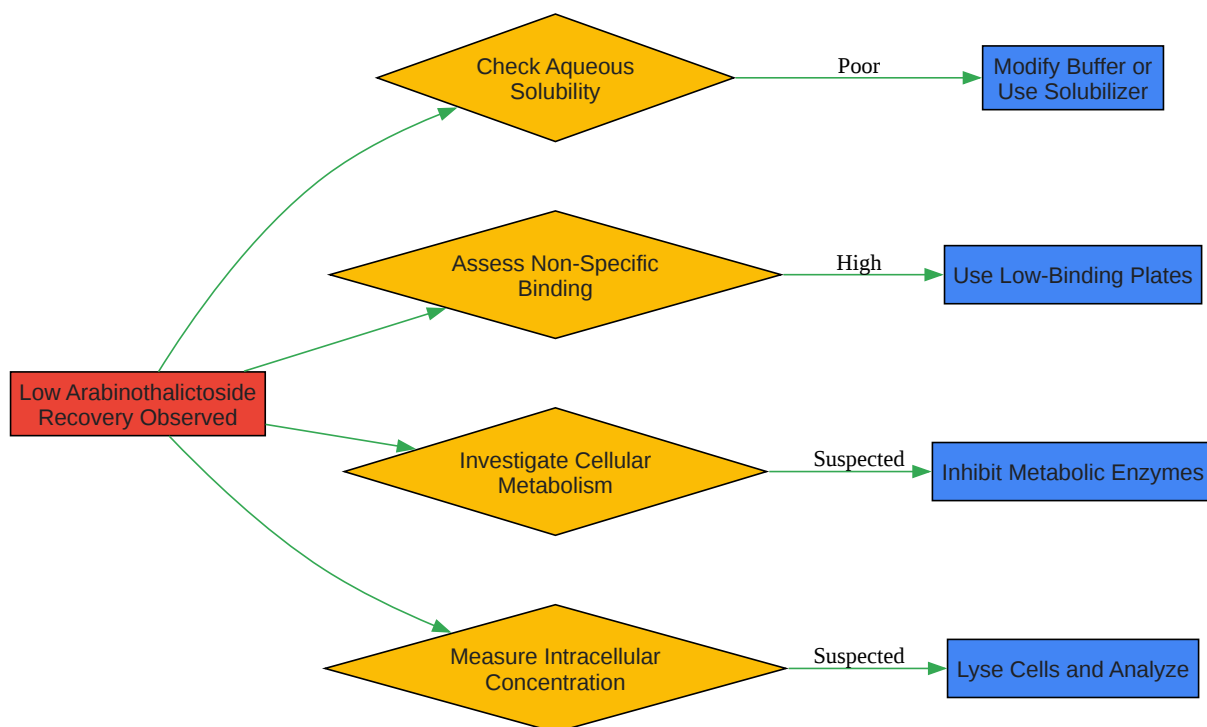 Check Aqueous
Solubility
Poor
Modify Buffer or
Use Solubilizer
Assess Non-Specific
Binding
High
Use Low-Binding Plates
Low Arabinothalictoside
Recovery Observed
Investigate Cellular
Metabolism
Suspected
Inhibit Metabolic Enzymes
Measure Intracellular
Concentration
Suspected
Lyse Cells and Analyze